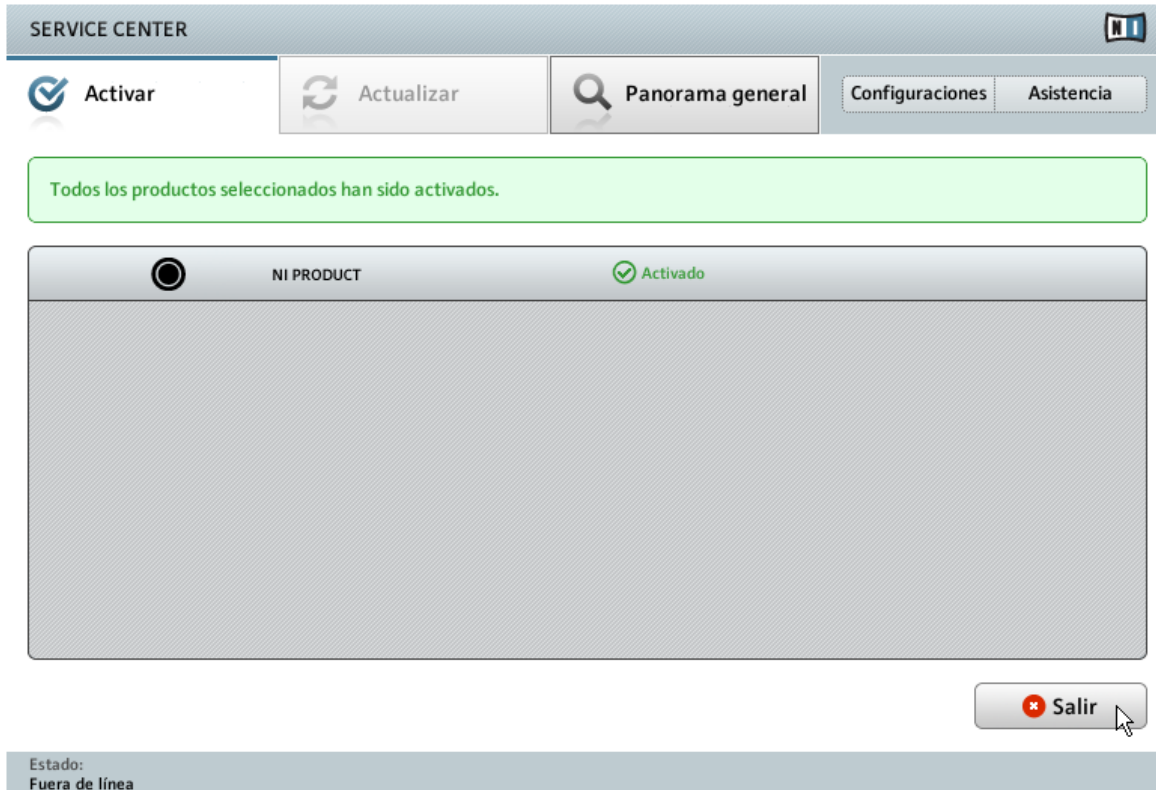 SERVICE CENTER
NI
Activar
Actualizar
Panorama general
Configuraciones
Asistencia
Todos los productos seleccionados han sido activados.
NI PRODUCT
Activado
Salir
Estado:
Fuera de línea